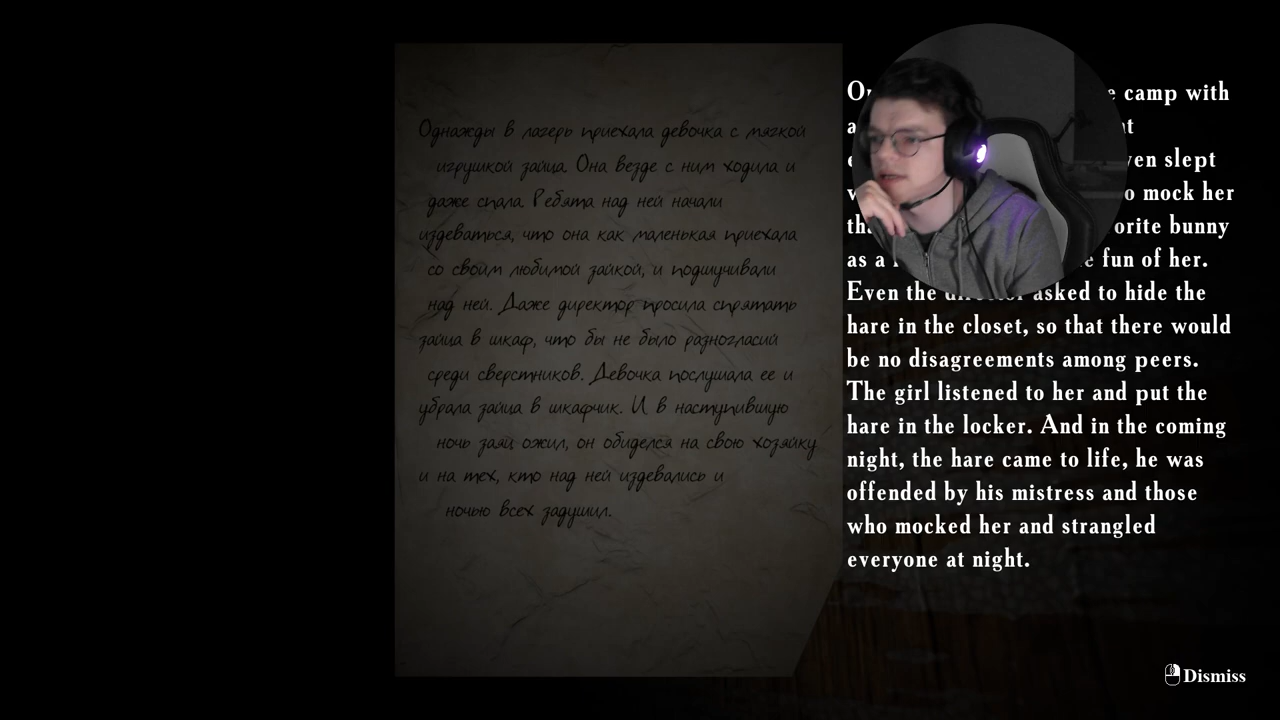 Однажды в лагерь приехала девочка с мягкой
игрушкой зайца. Она везде с ним ходила и
даже спала. Ребята над ней начали
издеваться, что она как маленькая приехала
со своим любимой зайкой, и подшучивали
над ней. Даже директор просила спрятать
зайца в шкаф, что бы не было разногласий
среди сверстников. Девочка послушала ее и
убрала зайца в шкафчик. И в наступившую
ночь заяц ожил, он обиделся на свою хозяйку
и на тех, кто над ней издевались и
ночью всех задушил.
camp with
slept
mock her
bunny
as a fun of her.
Even the asked to hide the
hare in the closet, so that there would
be no disagreements among peers.
The girl listened to her and put the
hare in the locker. And in the coming
night, the hare came to life, he was
offended by his mistress and those
who mocked her and strangled
everyone at night.
Dismiss